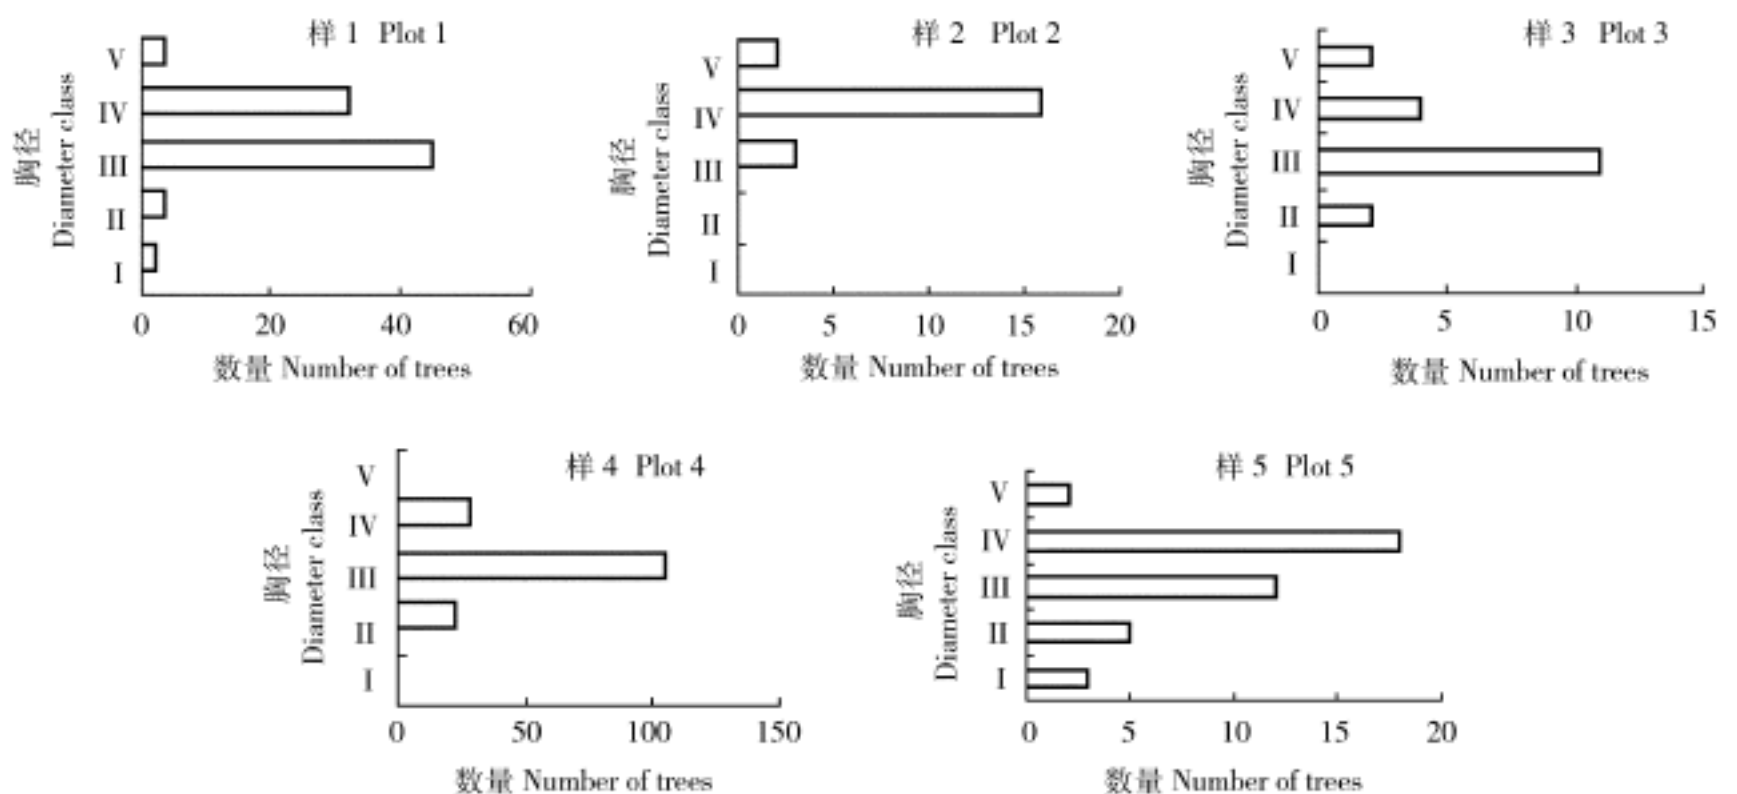 样 1 Plot 1
V
IV
III
II
I
胸径
Diameter class
0 20 40 60
数量 Number of trees
样 2 Plot 2
V
IV
III
II
I
胸径
Diameter class
0 5 10 15 20
数量 Number of trees
样 3 Plot 3
V
IV
III
II
I
胸径
Diameter class
0 5 10 15
数量 Number of trees
样 4 Plot 4
V
IV
III
II
I
胸径
Diameter class
0 50 100 150
数量 Number of trees
样 5 Plot 5
V
IV
III
II
I
胸径
Diameter class
0 5 10 15 20
数量 Number of trees